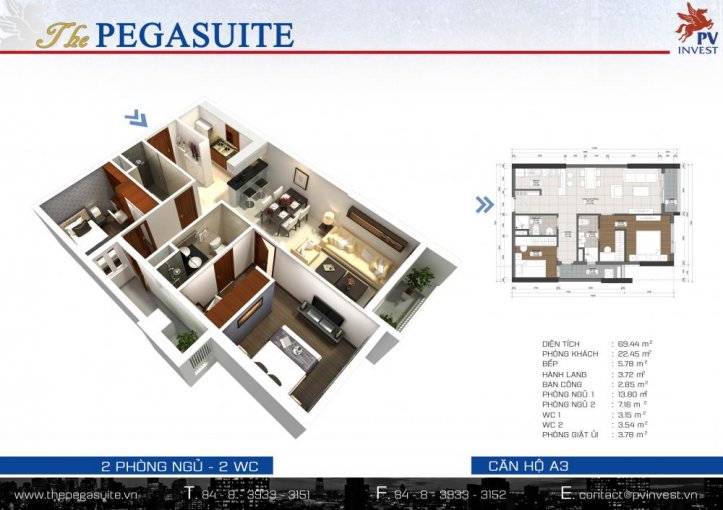 The PEGASUITE
PV
INVEST
DIỆN TÍCH : 69.44 m²
PHÒNG KHÁCH : 22.45 m²
BẾP : 5.78 m²
HÀNH LANG : 3.72 m²
BAN CÔNG : 2.85 m²
PHÒNG NGỦ 1 : 13.80 m²
PHÒNG NGỦ 2 : 7.16 m²
WC 1 : 3.15 m²
WC 2 : 3.54 m²
PHÒNG GIẶT ỦI : 3.78 m²
2 PHÒNG NGỦ - 2 WC
CĂN HỘ A3
www.thepegasuite.vn T. 84 - 8 - 3933 - 3151 F. 84 - 8 - 3933 - 3152 E. contact@pvinvest.vn